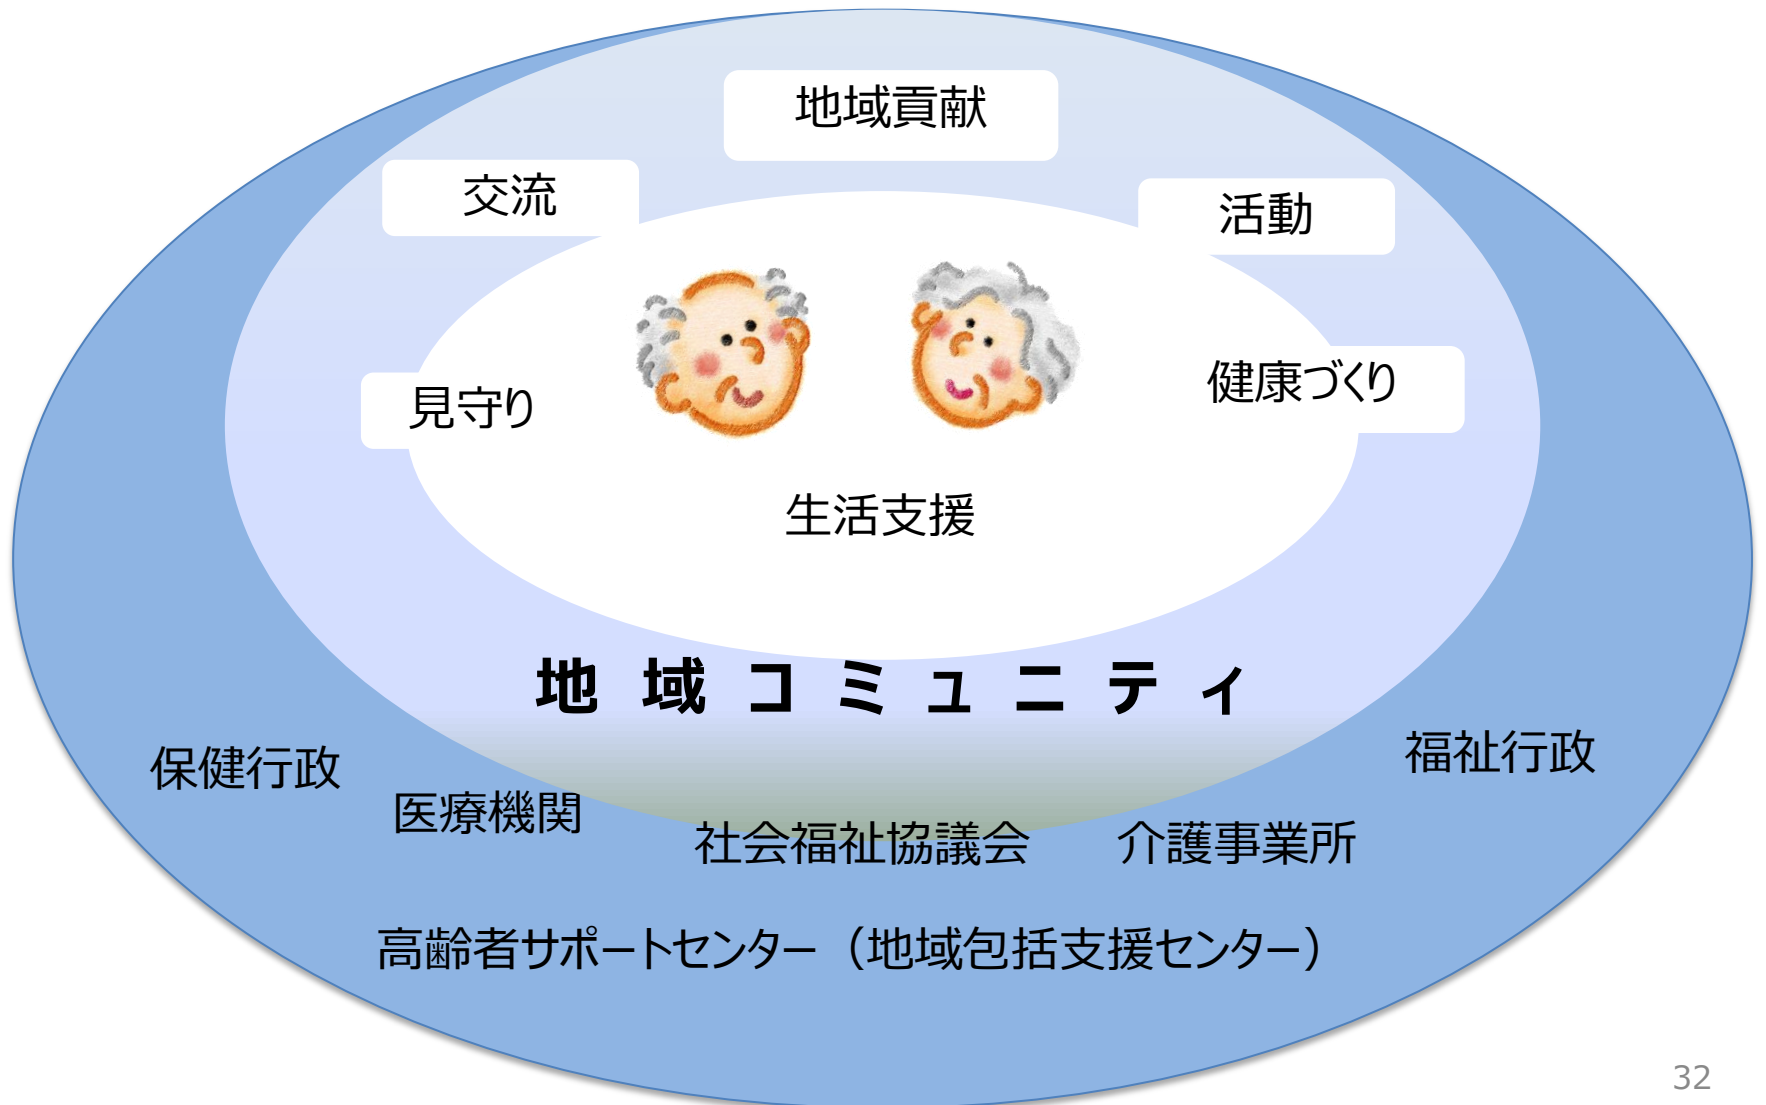 地域貢献
交流
活動
見守り
健康づくり
生活支援
地域コミュニティ
保健行政
福祉行政
医療機関
社会福祉協議会
介護事業所
高齢者サポートセンター（地域包括支援センター）
32